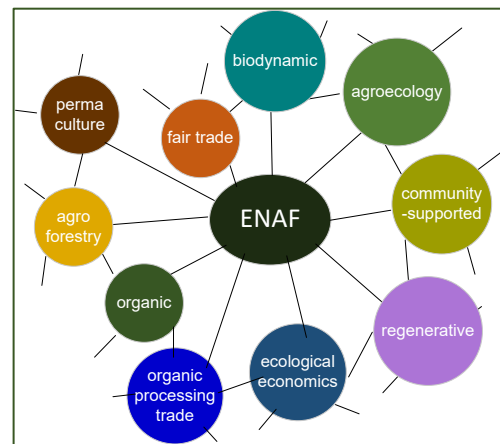 biodynamic
agroecology
perma
culture
fair trade
community
-supported
ENAF
agro
forestry
organic
regenerative
ecological
economics
organic
processing
trade